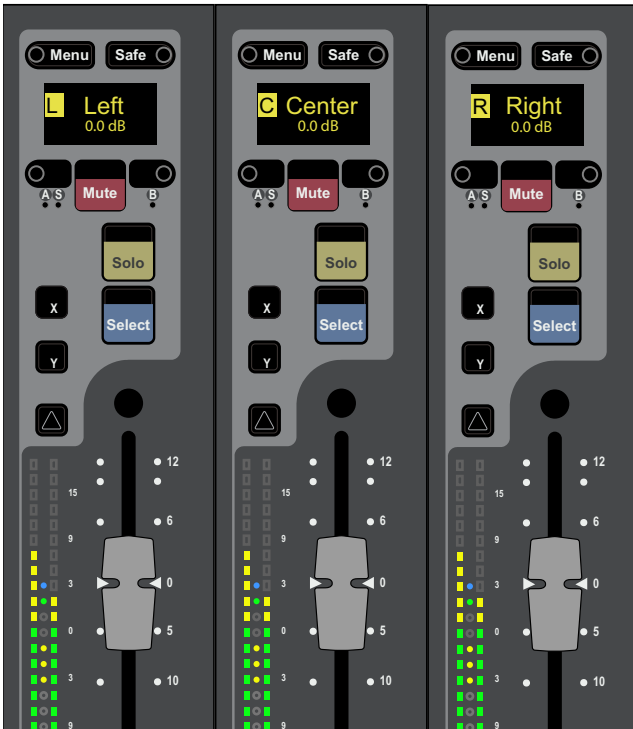 Menu Safe
L Left
0.0 dB
A S Mute B
Solo
X Select
Y
12
15
6
9
3 0
0 5
3 10
9
Menu Safe
C Center
0.0 dB
A S Mute B
Solo
X Select
Y
12
15
6
9
3 0
0 5
3 10
9
Menu Safe
R Right
0.0 dB
A S Mute B
Solo
X Select
Y
12
15
6
9
3 0
0 5
3 10
9